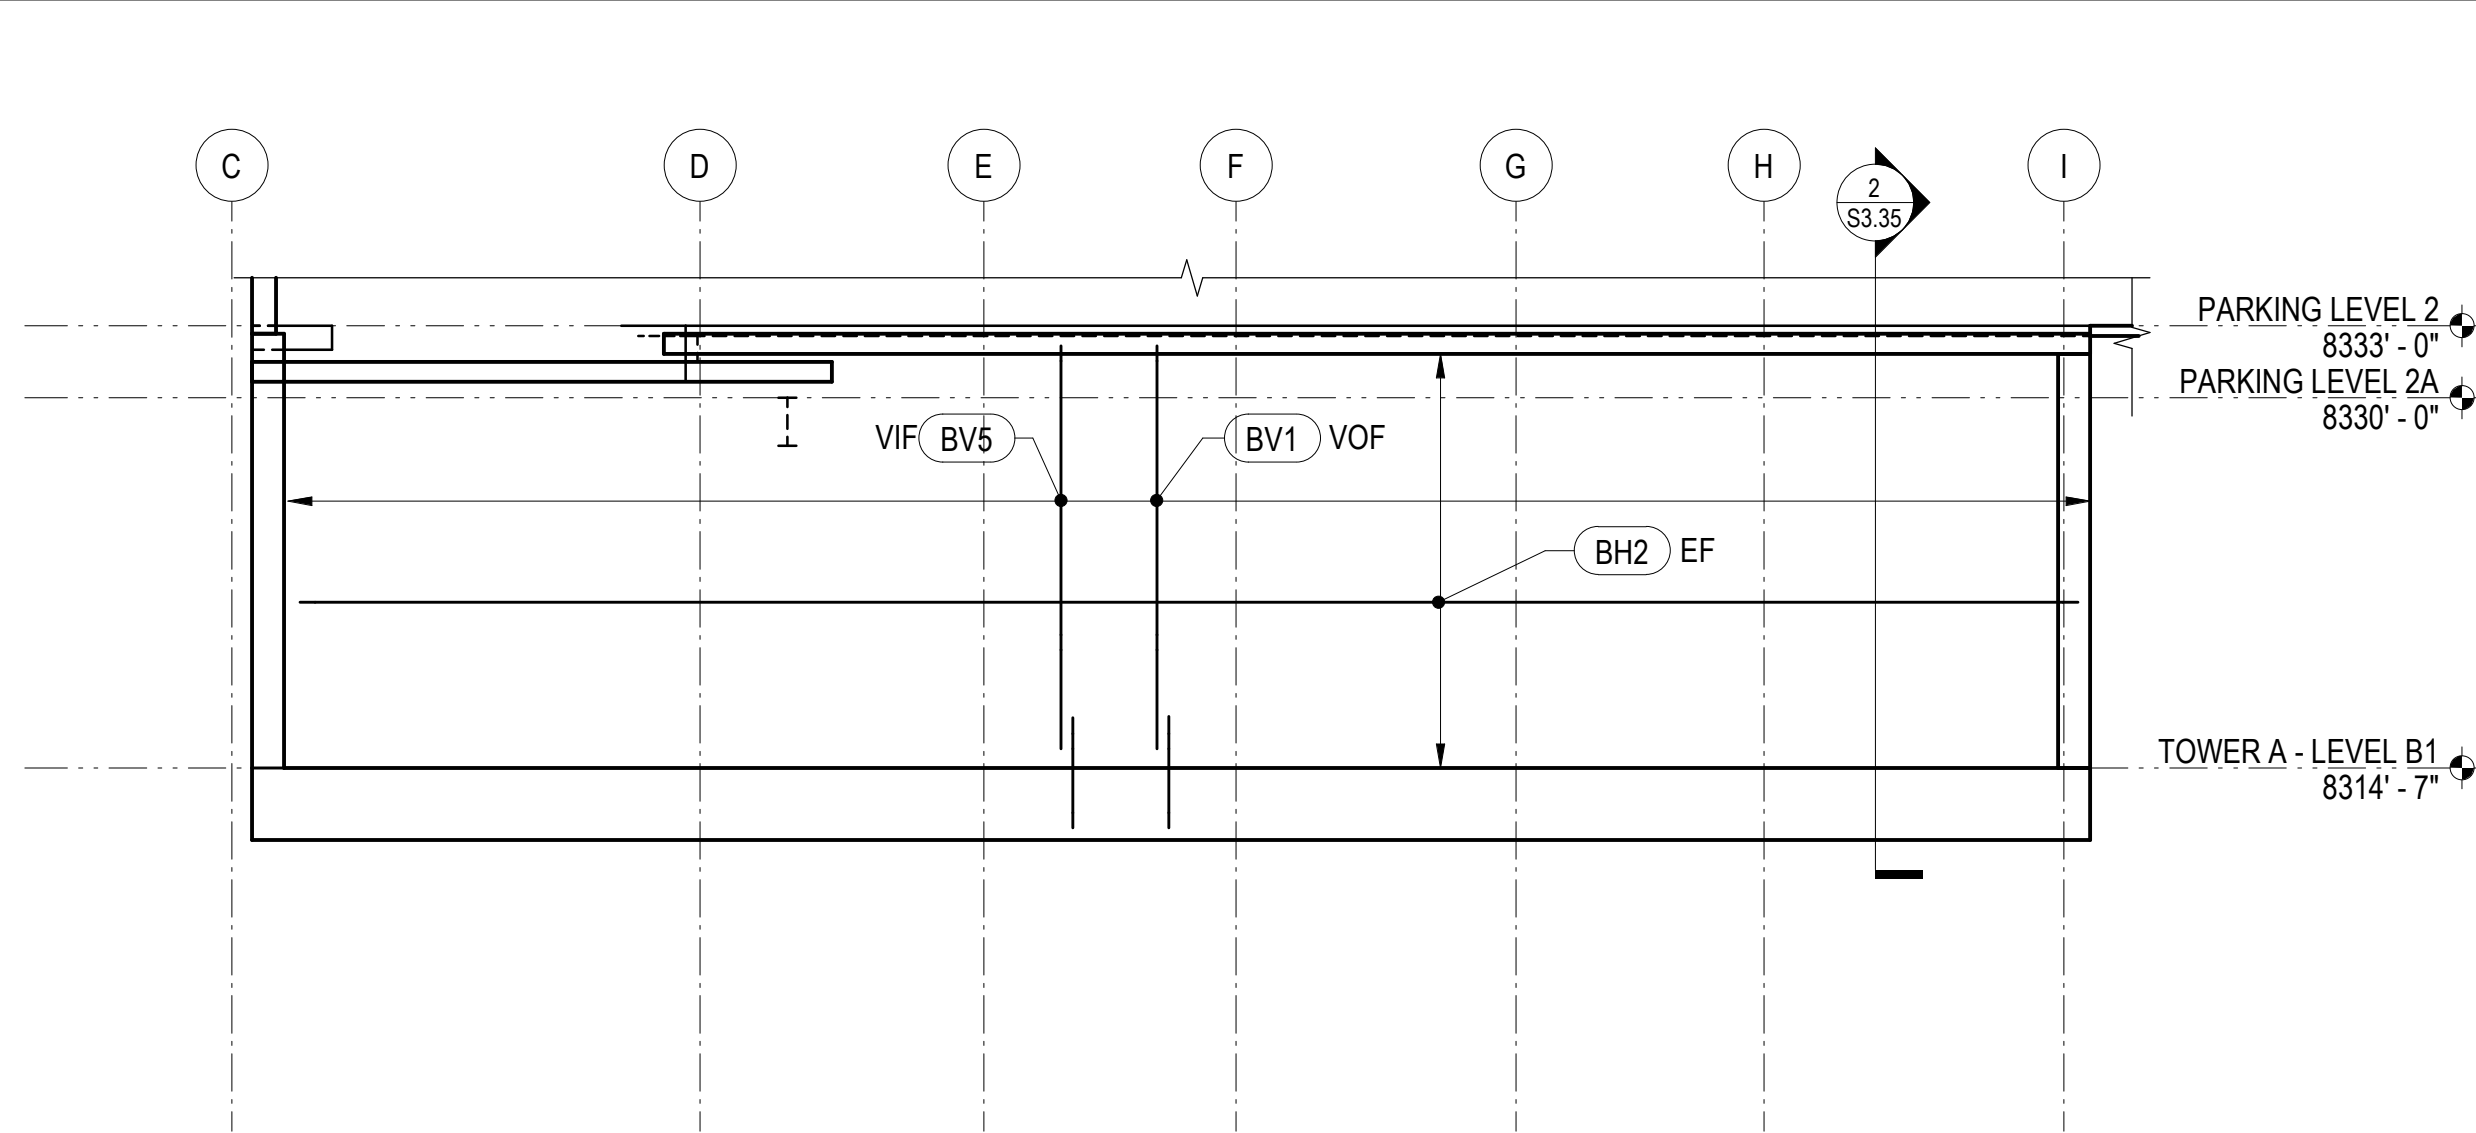 C
D
E
F
G
H
I
2
S3.35
PARKING LEVEL 2
8333' - 0"
PARKING LEVEL 2A
8330' - 0"
VIF BV5
BV1 VOF
BH2 EF
TOWER A - LEVEL B1
8314' - 7"